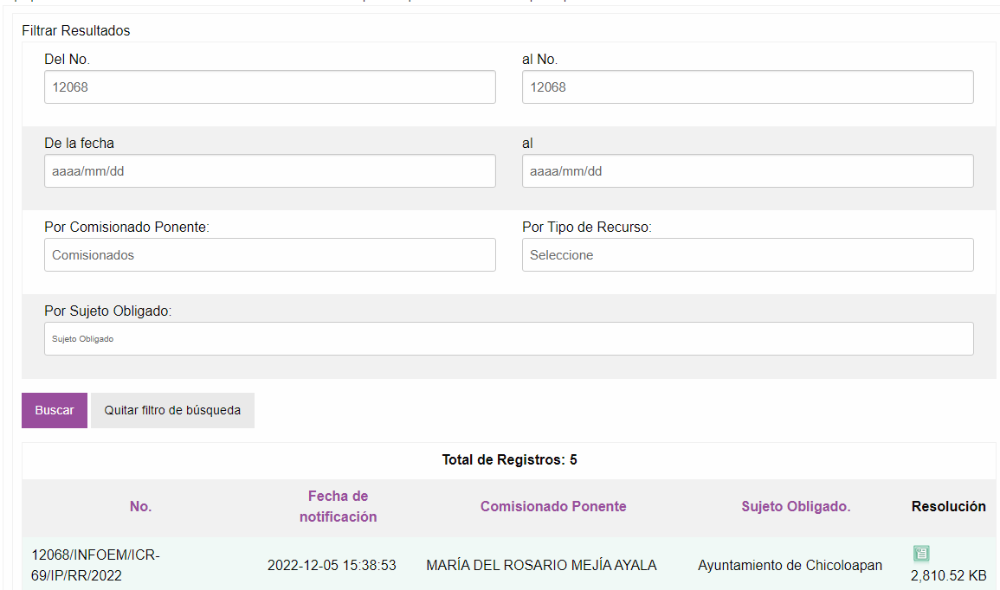 Filtrar Resultados
Del No. al No.
12068 12068
De la fecha al
aaaa/mm/dd aaaa/mm/dd
Por Comisionado Ponente: Por Tipo de Recurso:
Comisionados Seleccione
Por Sujeto Obligado:
Sujeto Obligado
Buscar Quitar filtro de búsqueda
Total de Registros: 5
No. Fecha de notificación Comisionado Ponente Sujeto Obligado. Resolución
12068/INFOEM/ICR-
69/IP/RR/2022 2022-12-05 15:38:53 MARÍA DEL ROSARIO MEJÍA AYALA Ayuntamiento de Chicoloapan 2,810.52 KB